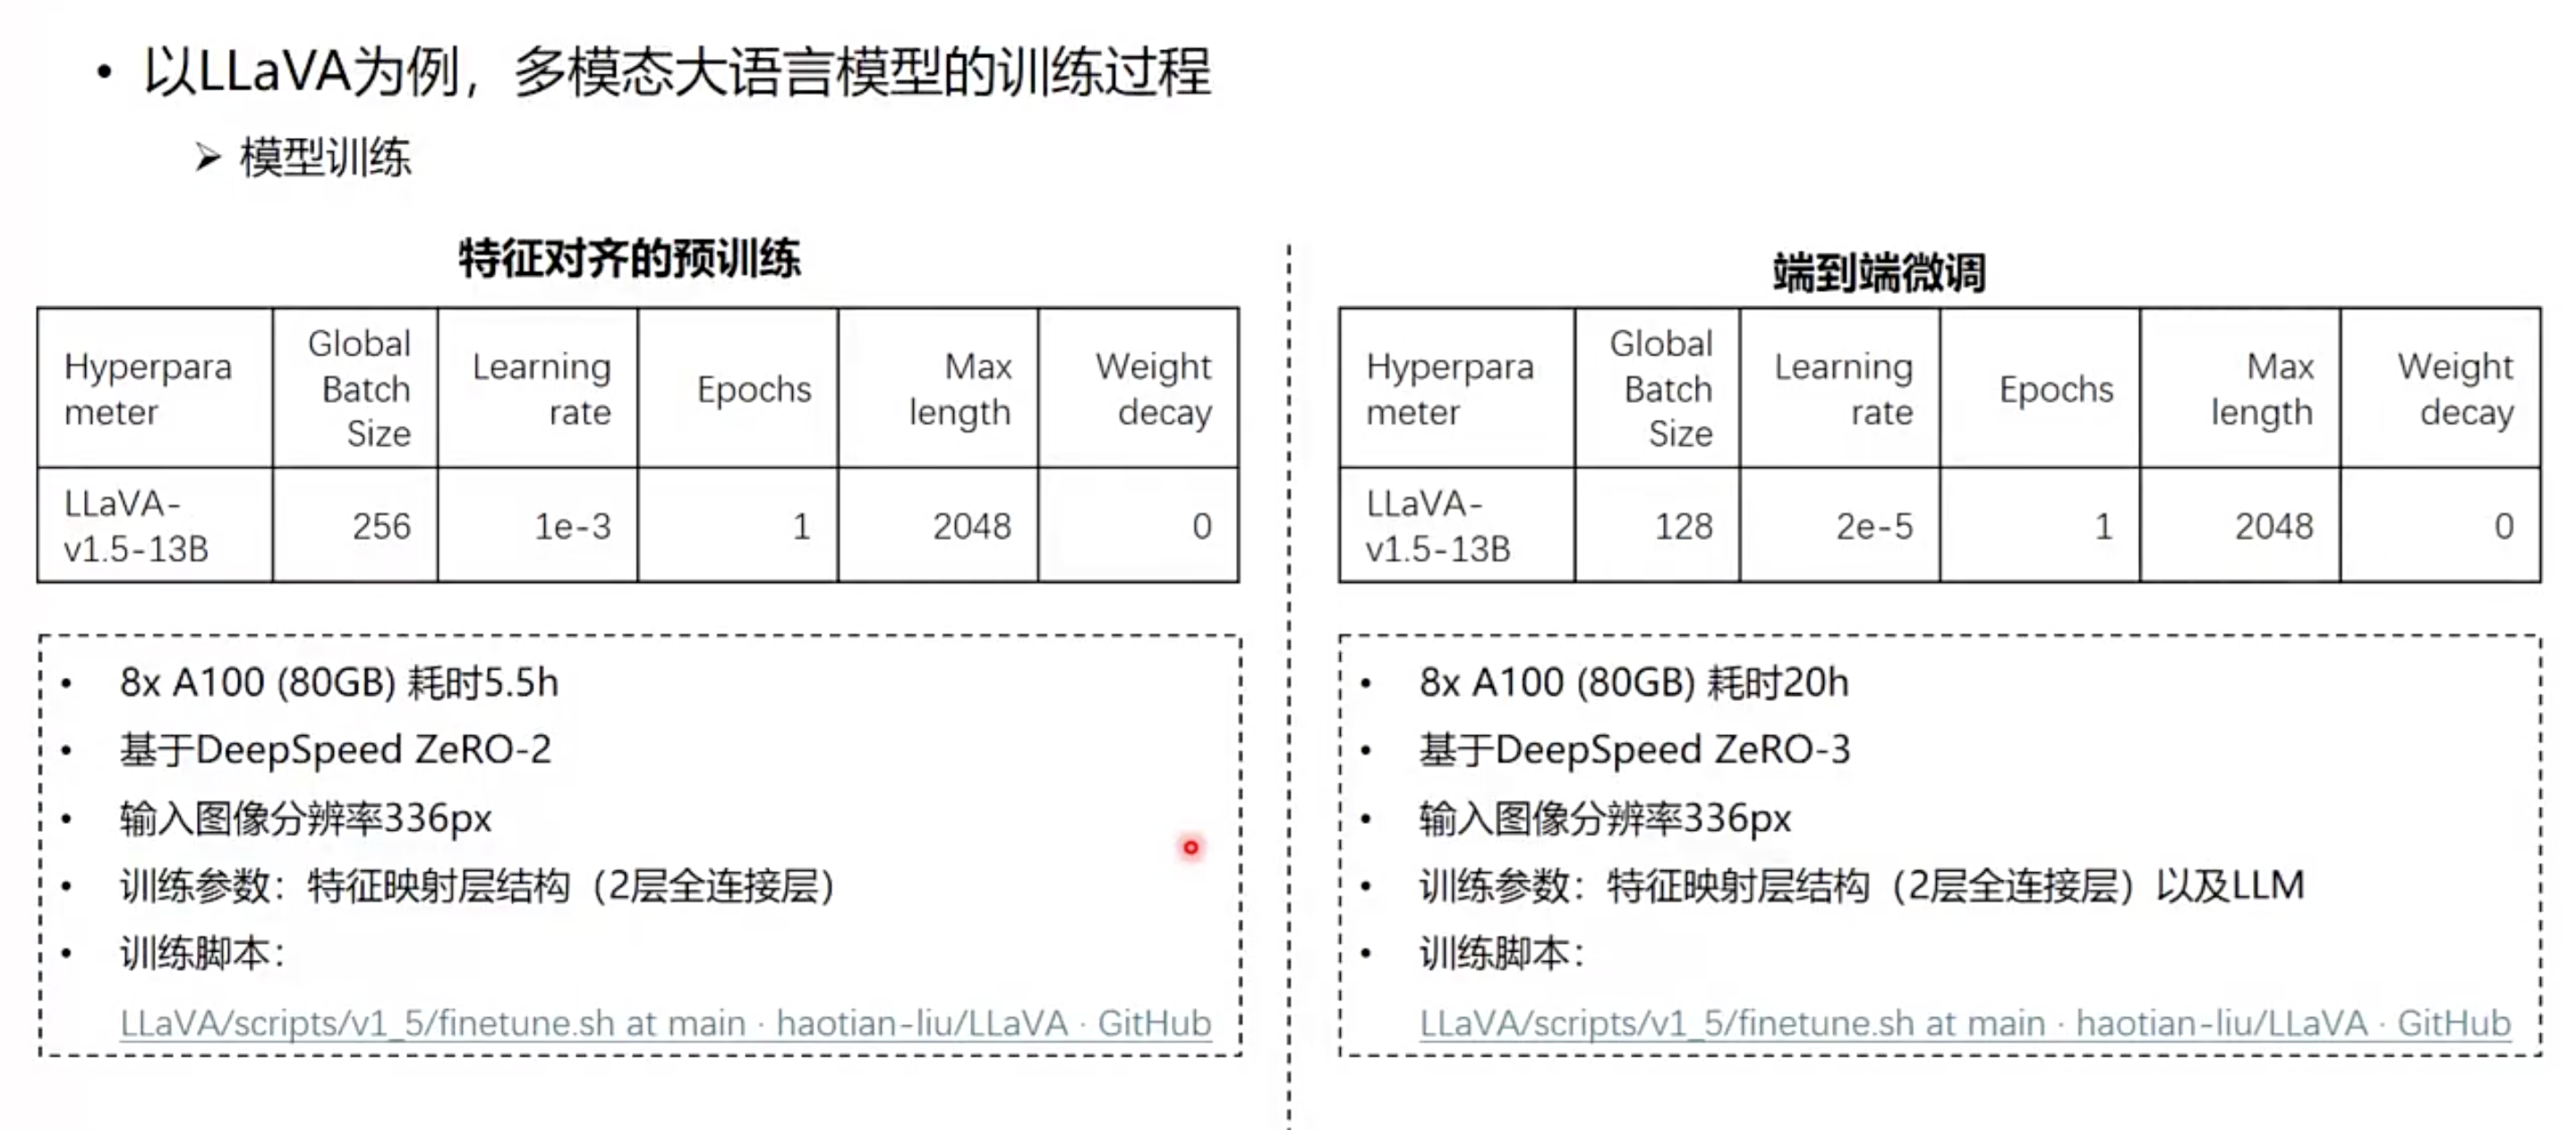 • 以LLaVA为例，多模态大语言模型的训练过程
➢ 模型训练
特征对齐的预训练
Hyperpara
meter
Global
Batch
Size
Learning
rate
Epochs
Max
length
Weight
decay
LLaVA-
v1.5-13B
256
1e-3
1
2048
0
• 8x A100 (80GB) 耗时5.5h
• 基于DeepSpeed ZeRO-2
• 输入图像分辨率336px
• 训练参数：特征映射层结构（2层全连接层）
• 训练脚本：
LLaVA/scripts/v1_5/finetune.sh at main · haotian-liu/LLaVA · GitHub
端到端微调
Hyperpara
meter
Global
Batch
Size
Learning
rate
Epochs
Max
length
Weight
decay
LLaVA-
v1.5-13B
128
2e-5
1
2048
0
• 8x A100 (80GB) 耗时20h
• 基于DeepSpeed ZeRO-3
• 输入图像分辨率336px
• 训练参数：特征映射层结构（2层全连接层）以及LLM
• 训练脚本：
LLaVA/scripts/v1_5/finetune.sh at main · haotian-liu/LLaVA · GitHub